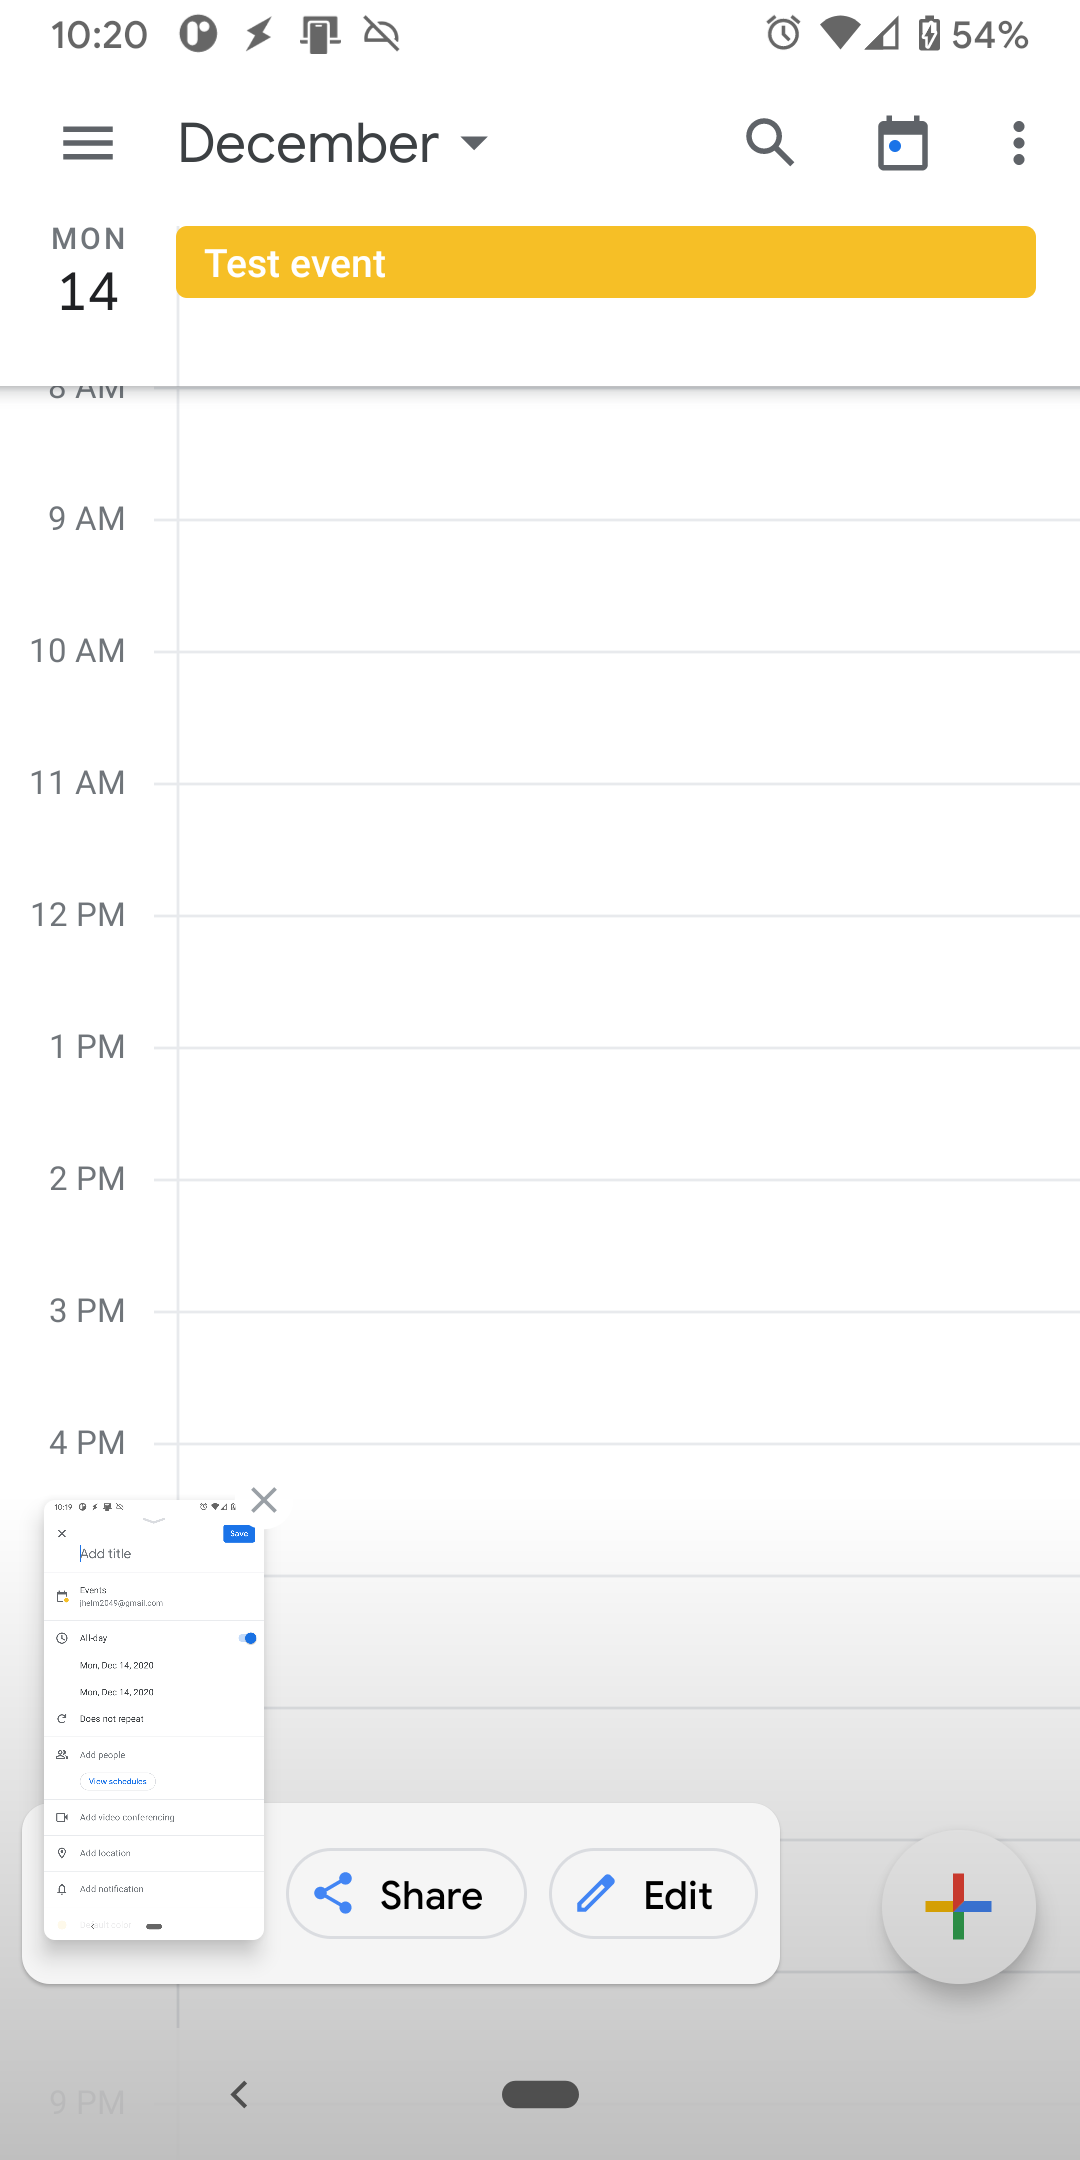 10:20
54%
December
MON
14
Test event
8 AM
9 AM
10 AM
11 AM
12 PM
1 PM
2 PM
3 PM
4 PM
10:19
Save
Add title
Events
jhelm2049@gmail.com
All-day
Mon, Dec 14, 2020
Mon, Dec 14, 2020
Does not repeat
Add people
View schedules
Add video conferencing
Add location
Add notification
Default color
Share
Edit
9 PM